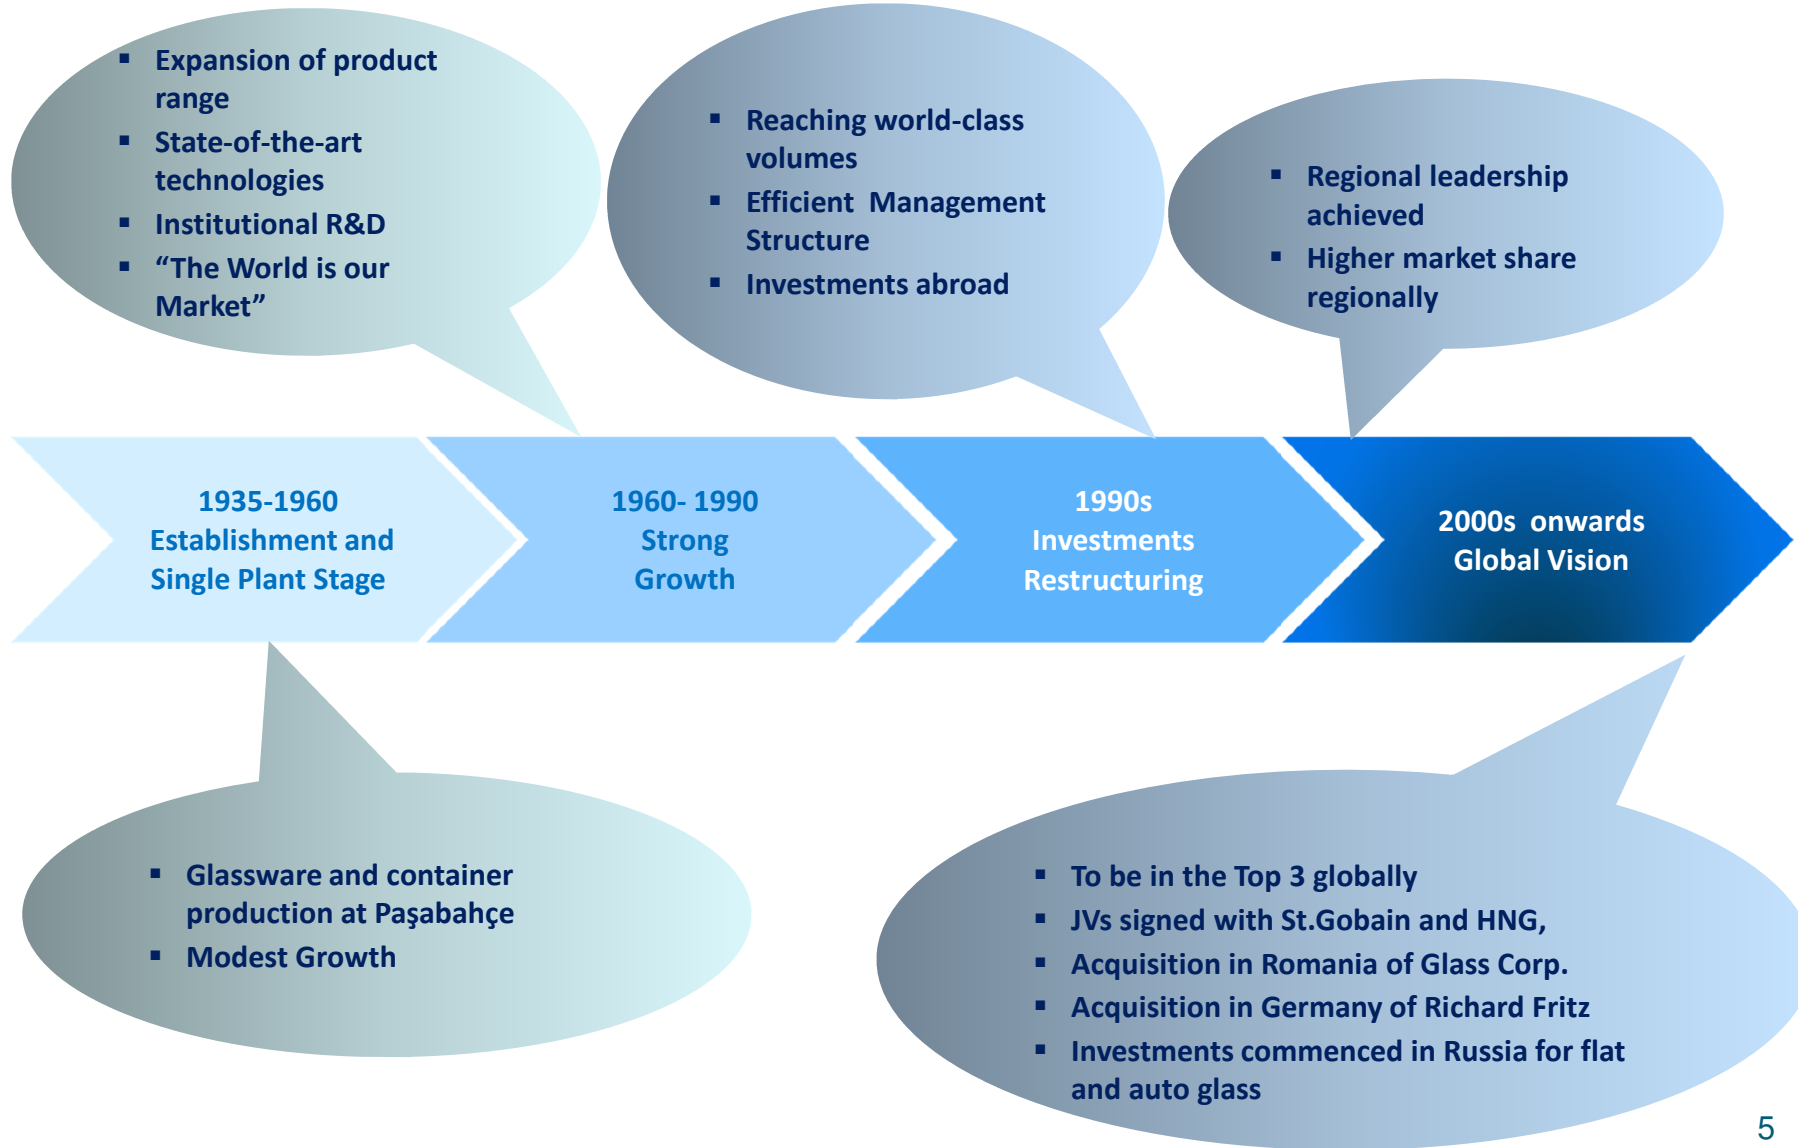 ▪ Expansion of product
range
▪ State-of-the-art
technologies
▪ Institutional R&D
▪ “The World is our
Market”
▪ Reaching world-class
volumes
▪ Efficient  Management
Structure
▪ Investments abroad
▪ Regional leadership
achieved
▪ Higher market share
regionally
1935-1960
Establishment and
Single Plant Stage
1960- 1990
Strong
Growth
1990s
Investments
Restructuring
2000s  onwards
Global Vision
▪ Glassware and container
production at Paşabahçe
▪ Modest Growth
▪ To be in the Top 3 globally
▪ JVs signed with St.Gobain and HNG,
▪ Acquisition in Romania of Glass Corp.
▪ Acquisition in Germany of Richard Fritz
▪ Investments commenced in Russia for flat
and auto glass
5